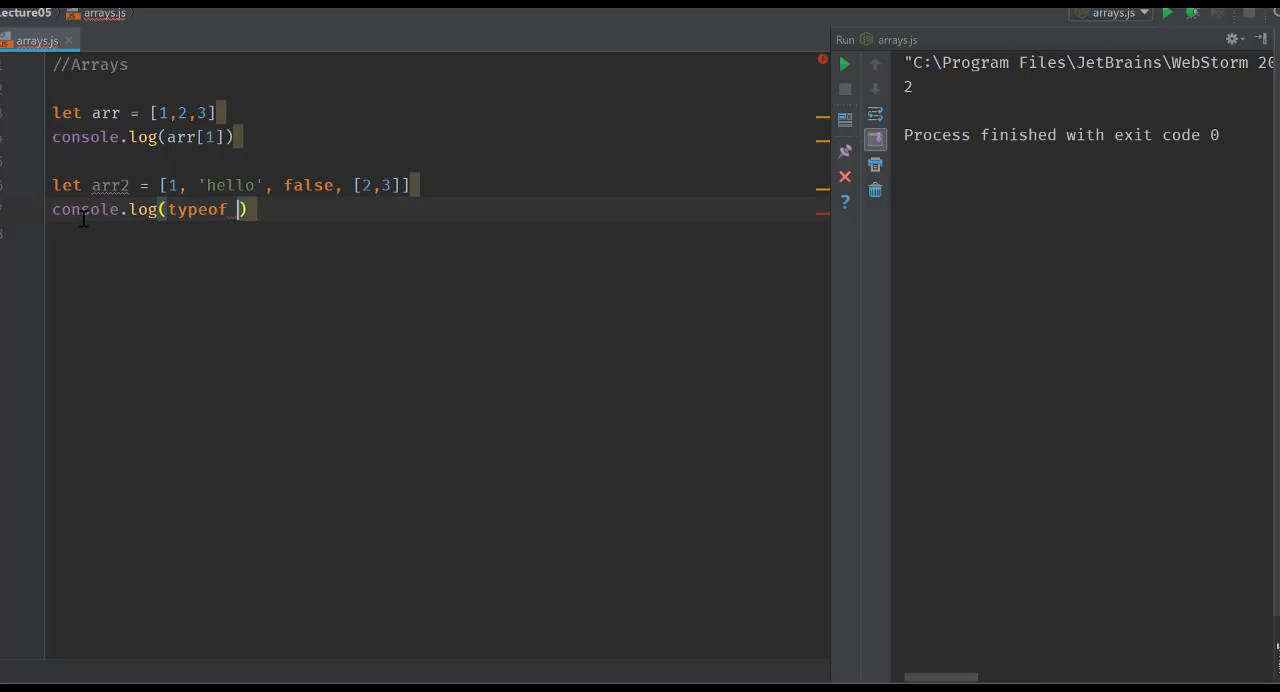 ecture05 arrays.js
arrays.js
arrays.js
//Arrays
let arr = [1,2,3]
console.log(arr[1])
let arr2 = [1, 'hello', false, [2,3]]
console.log(typeof )
Run arrays.js
"C:\Program Files\JetBrains\WebStorm 20
2
Process finished with exit code 0